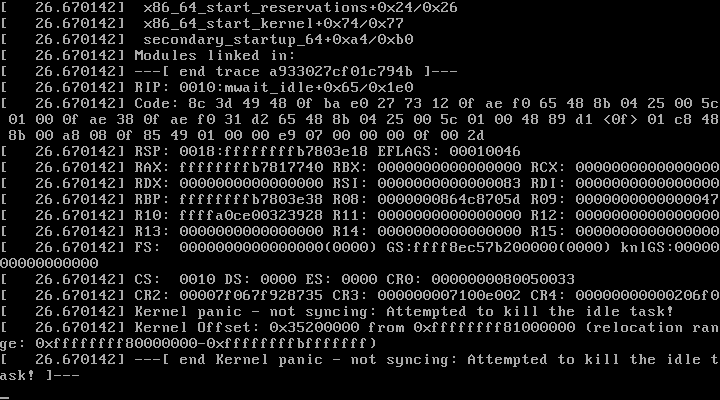 [   26.670142]  x86_64_start_reservations+0x24/0x26
[   26.670142]  x86_64_start_kernel+0x74/0x77
[   26.670142]  secondary_startup_64+0xa4/0xb0
[   26.670142] Modules linked in:
[   26.670142] ---[ end trace a933027cf01c794b ]---
[   26.670142] RIP: 0010:mwait_idle+0x65/0x1e0
[   26.670142] Code: 8c 3d 49 48 0f ba e0 27 73 12 0f ae f0 65 48 8b 04 25 00 5c
 01 00 0f ae 38 0f ae f0 31 d2 65 48 8b 04 25 00 5c 01 00 48 89 d1 <0f> 01 c8 48
 8b 00 a8 08 0f 85 49 01 00 00 e9 07 00 00 00 0f 00 2d
[   26.670142] RSP: 0018:ffffffffb7803e18 EFLAGS: 00010046
[   26.670142] RAX: ffffffffb7817740 RBX: 0000000000000000 RCX: 0000000000000000
[   26.670142] RDX: 0000000000000000 RSI: 0000000000000083 RDI: 0000000000000000
[   26.670142] RBP: ffffffffb7803e38 R08: 0000000864c8705d R09: 0000000000000047
[   26.670142] R10: ffffa0ce00323928 R11: 0000000000000000 R12: 0000000000000000
[   26.670142] R13: 0000000000000000 R14: 0000000000000000 R15: 0000000000000000
[   26.670142] FS:  0000000000000000(0000) GS:ffff8ec57b200000(0000) knlGS:00000
00000000000
[   26.670142] CS:  0010 DS: 0000 ES: 0000 CR0: 0000000080050033
[   26.670142] CR2: 00007f067f928735 CR3: 000000007100e002 CR4: 00000000000206f0
[   26.670142] Kernel panic - not syncing: Attempted to kill the idle task!
[   26.670142] Kernel Offset: 0x35200000 from 0xffffffff81000000 (relocation ran
ge: 0xffffffff80000000-0xffffffffbfffffff)
[   26.670142] ---[ end Kernel panic - not syncing: Attempted to kill the idle t
ask! ]---